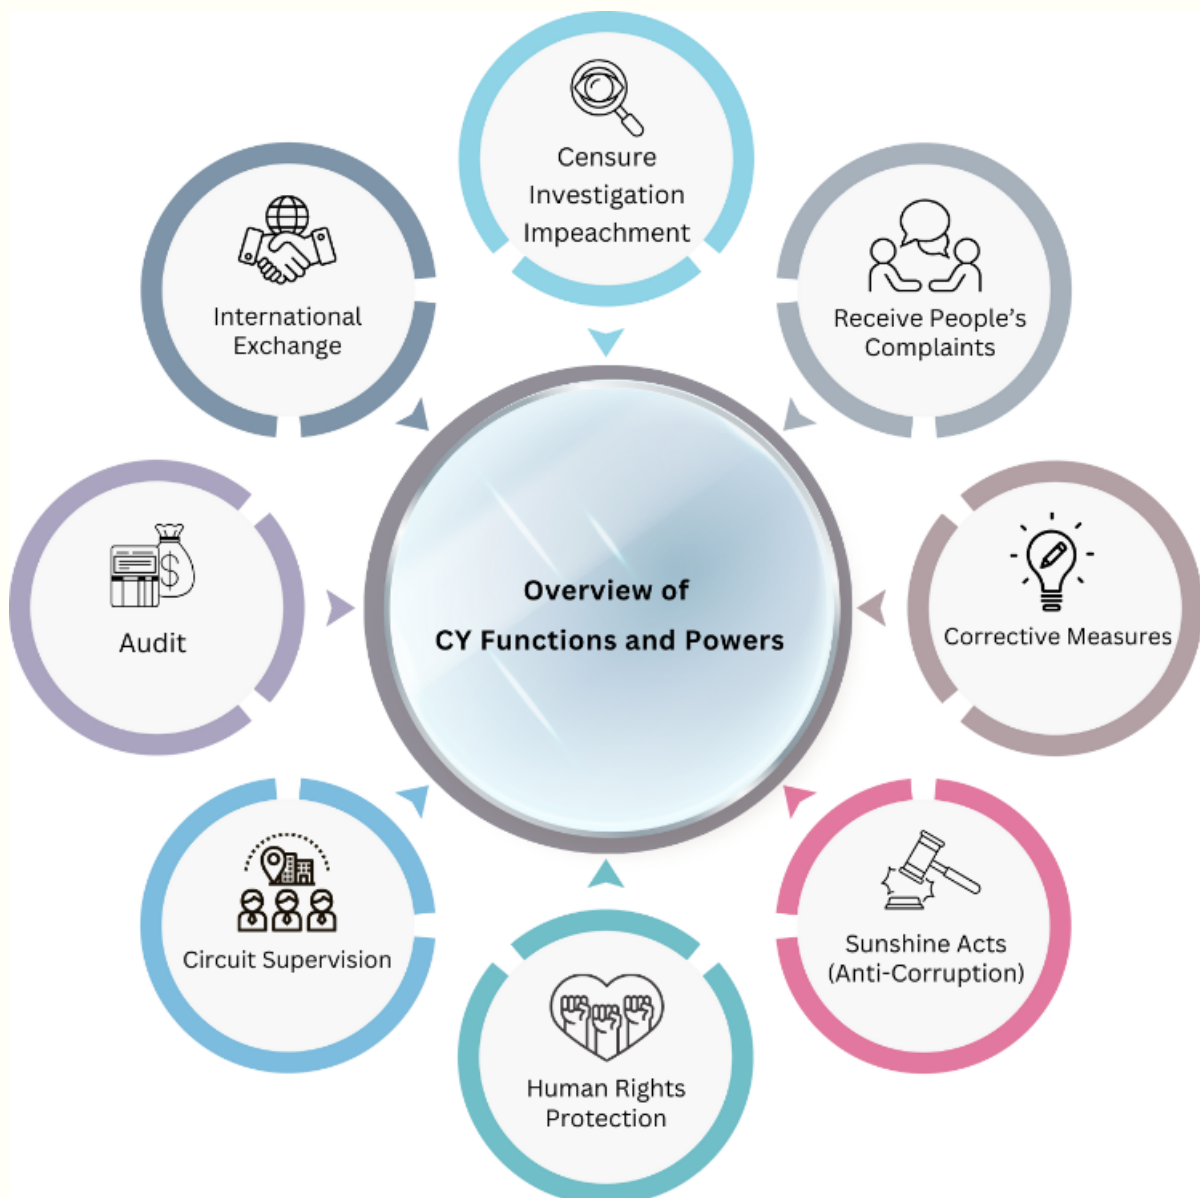 Censure
Investigation
Impeachment
Receive People’s
Complaints
Corrective Measures
Sunshine Acts
(Anti-Corruption)
Human Rights
Protection
Circuit Supervision
Audit
$
International
Exchange
Overview of
CY Functions and Powers